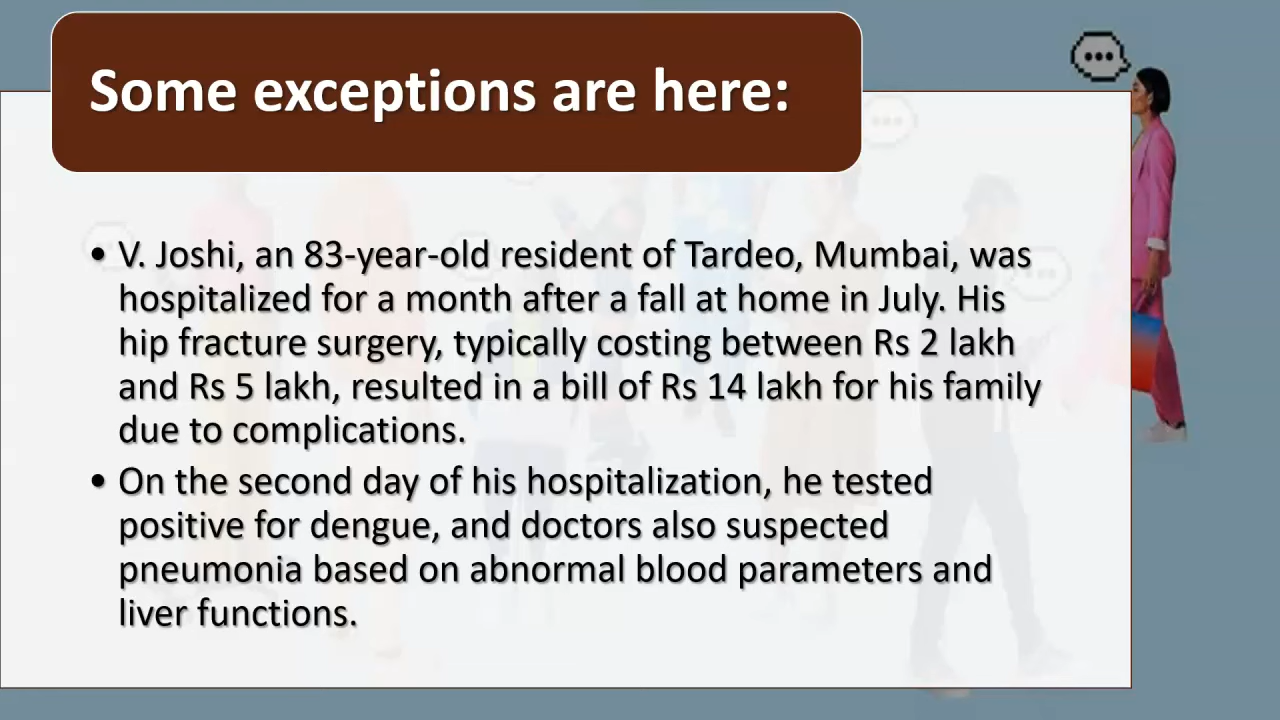 Some exceptions are here:
• V. Joshi, an 83-year-old resident of Tardeo, Mumbai, was
hospitalized for a month after a fall at home in July. His
hip fracture surgery, typically costing between Rs 2 lakh
and Rs 5 lakh, resulted in a bill of Rs 14 lakh for his family
due to complications.
• On the second day of his hospitalization, he tested
positive for dengue, and doctors also suspected
pneumonia based on abnormal blood parameters and
liver functions.